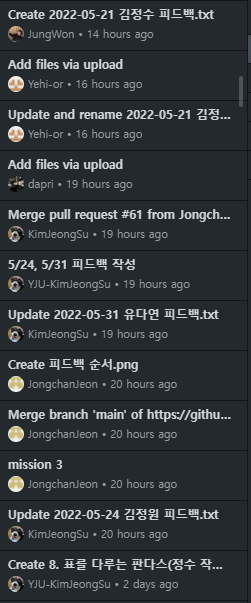 Create 2022-05-21 김정수 피드백.txt
JungWon • 14 hours ago
Add files via upload
Yehi-or • 16 hours ago
Update and rename 2022-05-21 김정...
Yehi-or • 16 hours ago
Add files via upload
dapri • 19 hours ago
Merge pull request #61 from Jongch...
KimJeongSu • 19 hours ago
5/24, 5/31 피드백 작성
YJU-KimJeongSu • 19 hours ago
Update 2022-05-31 유다연 피드백.txt
KimJeongSu • 19 hours ago
Create 피드백 순서.png
JongchanJeon • 20 hours ago
Merge branch 'main' of https://githu...
JongchanJeon • 20 hours ago
mission 3
JongchanJeon • 20 hours ago
Update 2022-05-24 김정원 피드백.txt
KimJeongSu • 20 hours ago
Create 8. 표를 다루는 판다스(정수 작...
YJU-KimJeongSu • 2 days ago